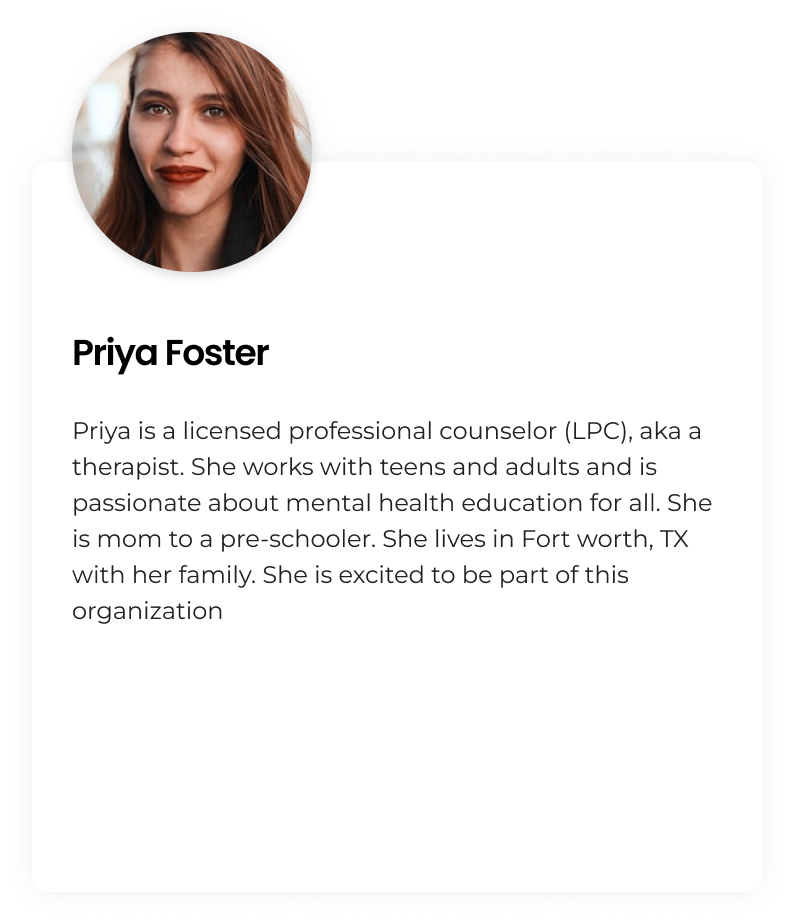 Priya Foster
Priya is a licensed professional counselor (LPC), aka a
therapist. She works with teens and adults and is
passionate about mental health education for all. She
is mom to a pre-schooler. She lives in Fort worth, TX
with her family. She is excited to be part of this
organization